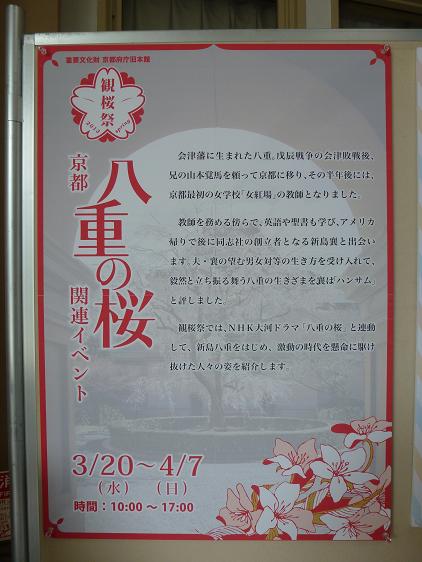 重要文化財 京都府庁旧本館
観桜祭
2013 spring
京都
八重の桜
関連イベント
会津藩に生まれた八重。戊辰戦争の会津敗戦後、
兄の山本覚馬を頼って京都に移り、その半年後には、
京都最初の女学校「女紅場」の教師となりました。
教師を務める傍らで、英語や聖書も学び、アメリカ
帰りで後に同志社の創立者となる新島襄と出会い
ます。夫・襄の望む男女対等の生き方を受け入れて、
毅然と立ち振る舞う八重の生きざまを襄は「ハンサム」
と評しました。
観桜祭では、NHK大河ドラマ「八重の桜」と連動
して、新島八重をはじめ、激動の時代を懸命に駆け
抜けた人々の姿を紹介します。
3/20〜4/7
（水）（日）
時間：10:00〜17:00
消